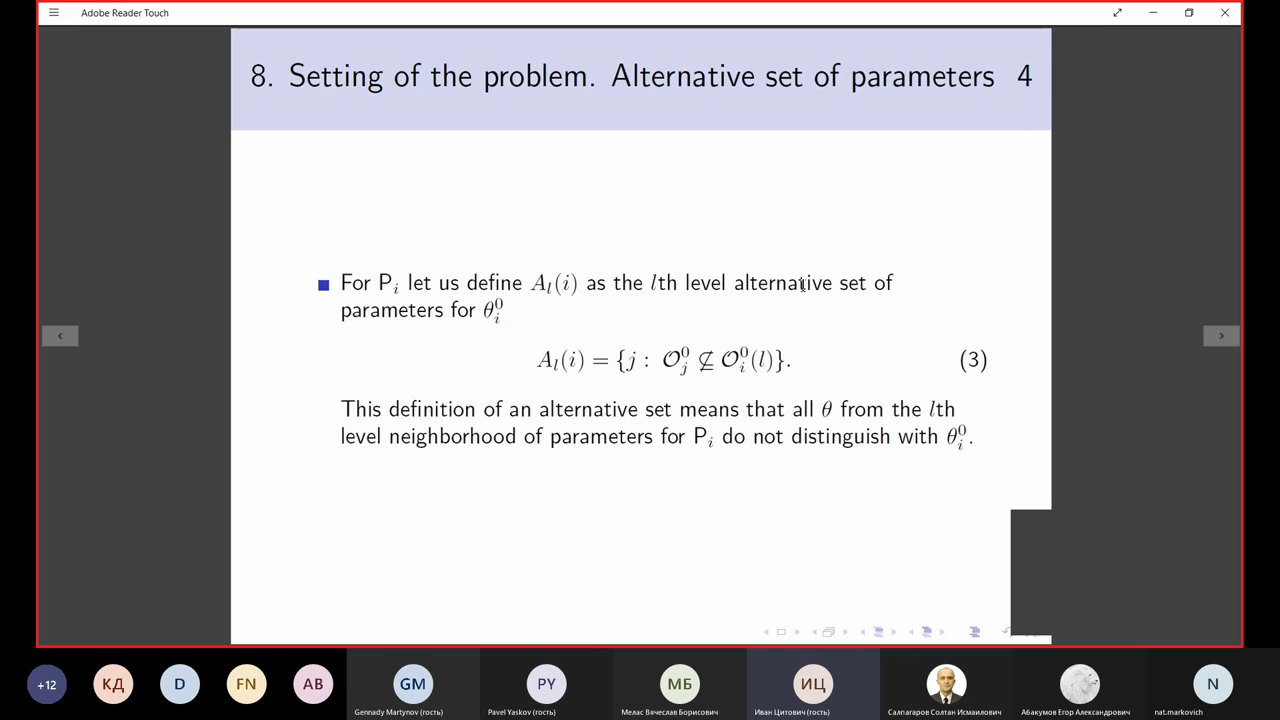 Adobe Reader Touch
8. Setting of the problem. Alternative set of parameters 4
For P_i let us define A_l(i) as the lth level alternative set of
parameters for θ_i^0
A_l(i) = {j : 𝒪_j^0 ⊈ 𝒪_i^0(l)}. (3)
This definition of an alternative set means that all θ from the lth
level neighborhood of parameters for P_i do not distinguish with θ_i^0.
+12 КД D FN AB GM PY МБ ИЦ N
Gennady Martynov (гость) Pavel Yaskov (гость) Мелас Вячеслав Борисович Иван Цитович (гость) Салпагаров Солтан Исмаилович Абакумов Егор Александрович nat.markovich